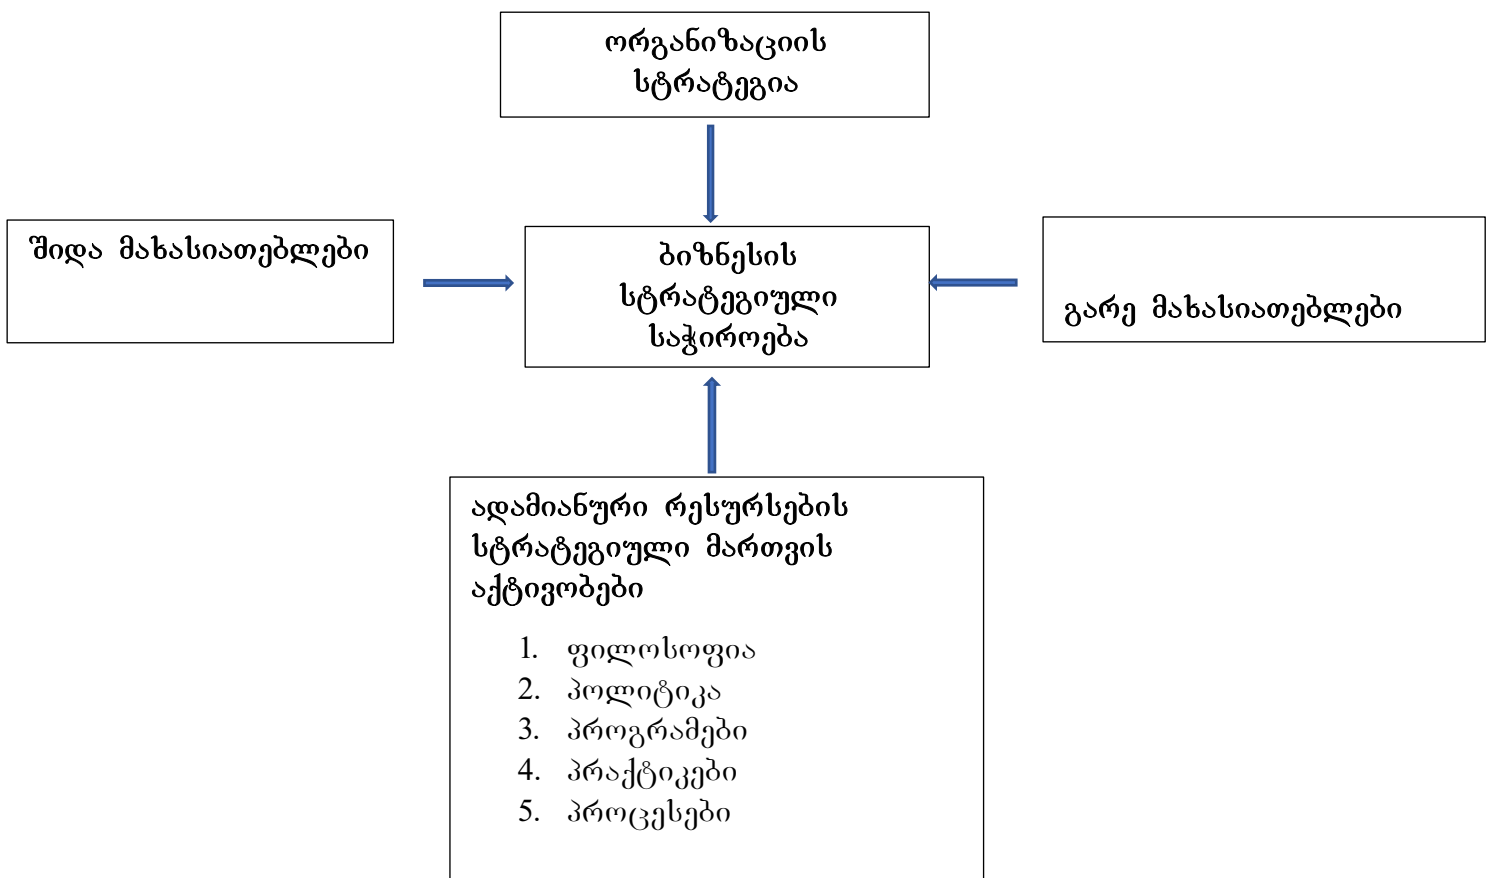 ორგანიზაციის
სტრატეგია
შიდა მახასიათებლები
ბიზნესის
სტრატეგიული
საჭიროება
გარე მახასიათებლები
ადამიანური რესურსების
სტრატეგიული მართვის
აქტივობები
1. ფილოსოფია
2. პოლიტიკა
3. პროგრამები
4. პრაქტიკები
5. პროცესები